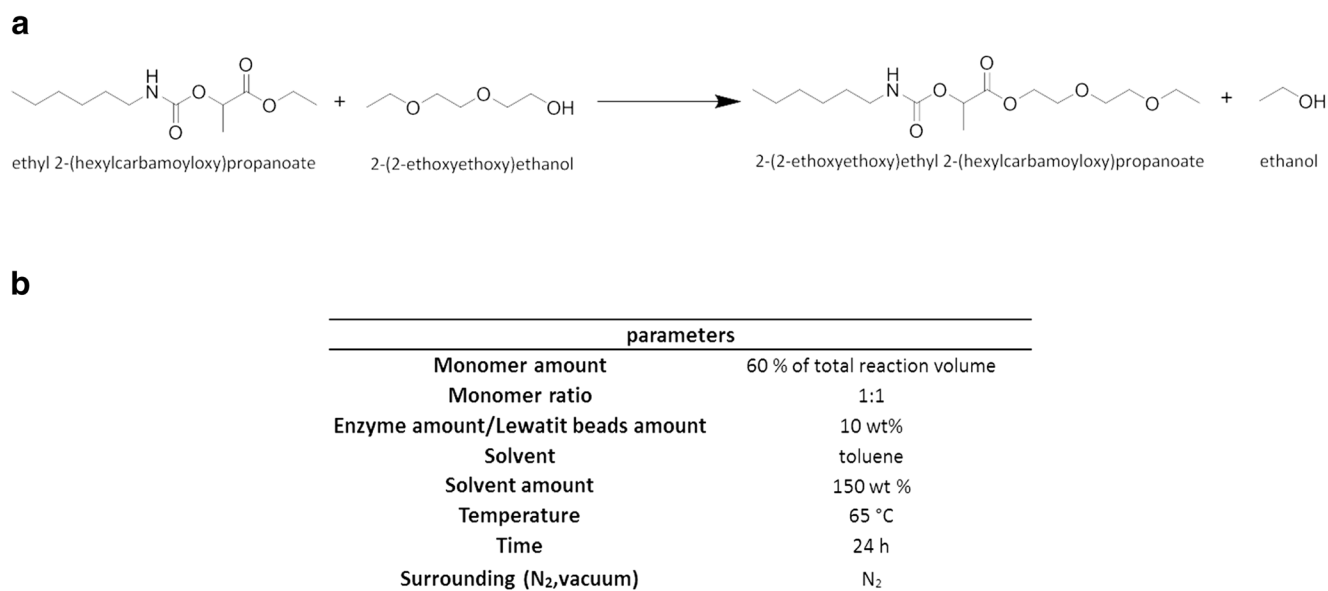 a
H
N O O O + O O OH O
ethyl 2-(hexylcarbamoyloxy)propanoate
2-(2-ethoxyethoxy)ethanol
H
N O O O O O O + OH
2-(2-ethoxyethoxy)ethyl 2-(hexylcarbamoyloxy)propanoate
ethanol
b
parameters
Monomer amount 60 % of total reaction volume
Monomer ratio 1:1
Enzyme amount/Lewatit beads amount 10 wt%
Solvent toluene
Solvent amount 150 wt %
Temperature 65 °C
Time 24 h
Surrounding (N₂,vacuum) N₂